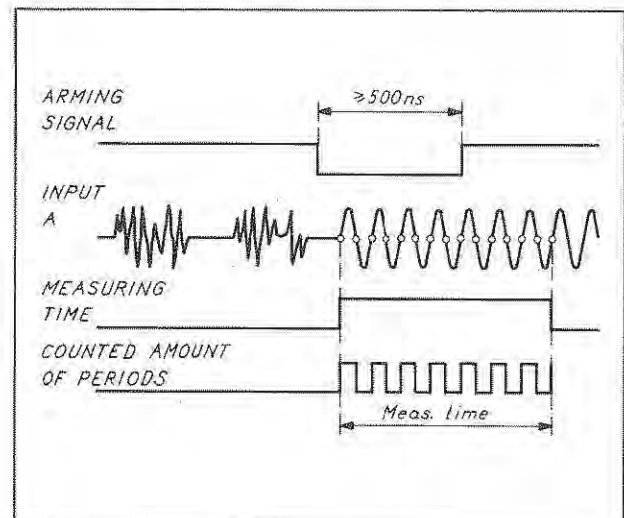 ARMING
SIGNAL
≥500ns
INPUT
A
MEASURING
TIME
COUNTED AMOUNT
OF PERIODS
Meas. time